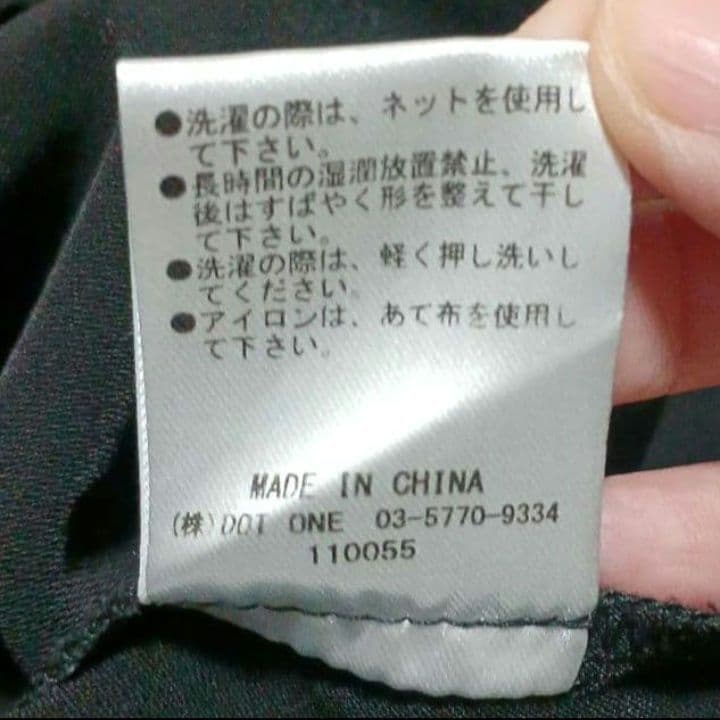 ●洗濯の際は、ネットを使用し
て下さい。
●長時間の湿潤放置禁止、洗濯
後はすばやく形を整えて干し
て下さい。
●洗濯の際は、軽く押し洗いし
てください。
●アイロンは、あて布を使用し
て下さい。
MADE IN CHINA
(株)DOT ONE 03-5770-9334
110055